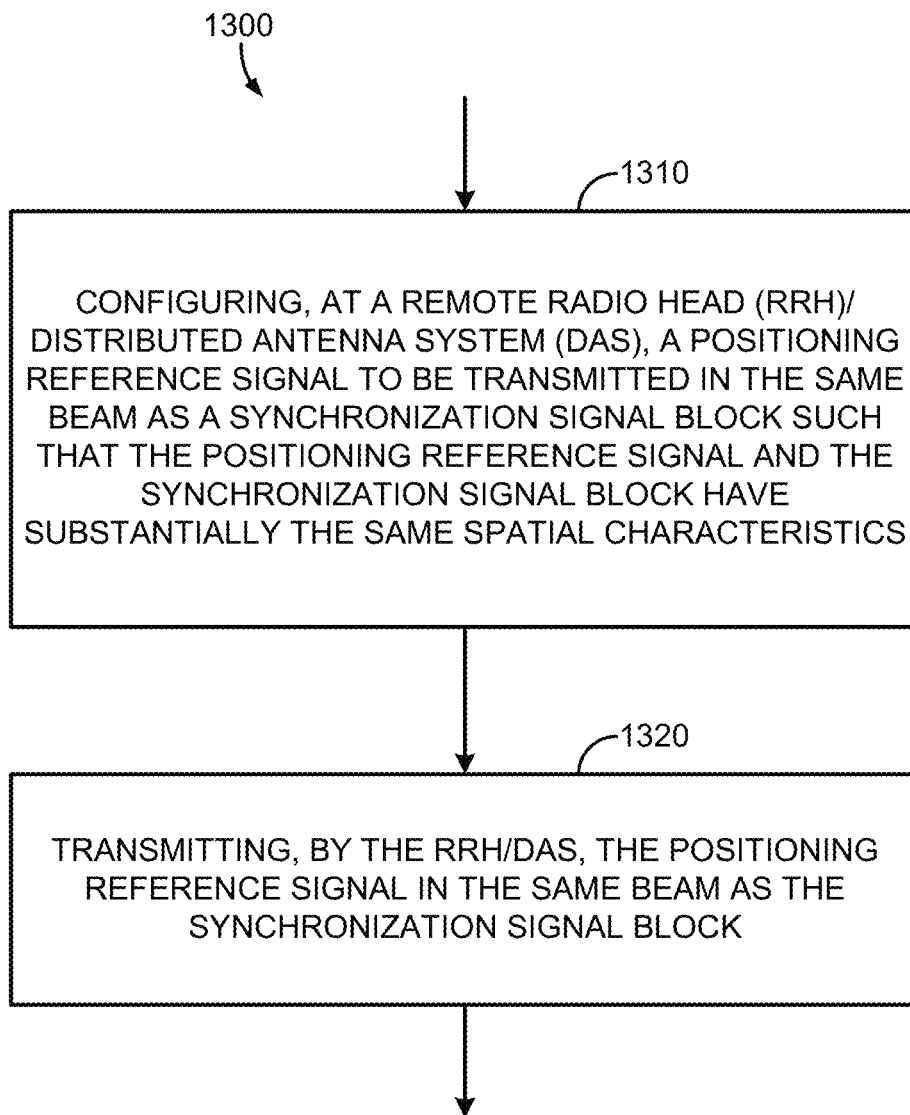 1300
1310
CONFIGURING, AT A REMOTE RADIO HEAD (RRH)/
DISTRIBUTED ANTENNA SYSTEM (DAS), A POSITIONING
REFERENCE SIGNAL TO BE TRANSMITTED IN THE SAME
BEAM AS A SYNCHRONIZATION SIGNAL BLOCK SUCH
THAT THE POSITIONING REFERENCE SIGNAL AND THE
SYNCHRONIZATION SIGNAL BLOCK HAVE
SUBSTANTIALLY THE SAME SPATIAL CHARACTERISTICS
1320
TRANSMITTING, BY THE RRH/DAS, THE POSITIONING
REFERENCE SIGNAL IN THE SAME BEAM AS THE
SYNCHRONIZATION SIGNAL BLOCK